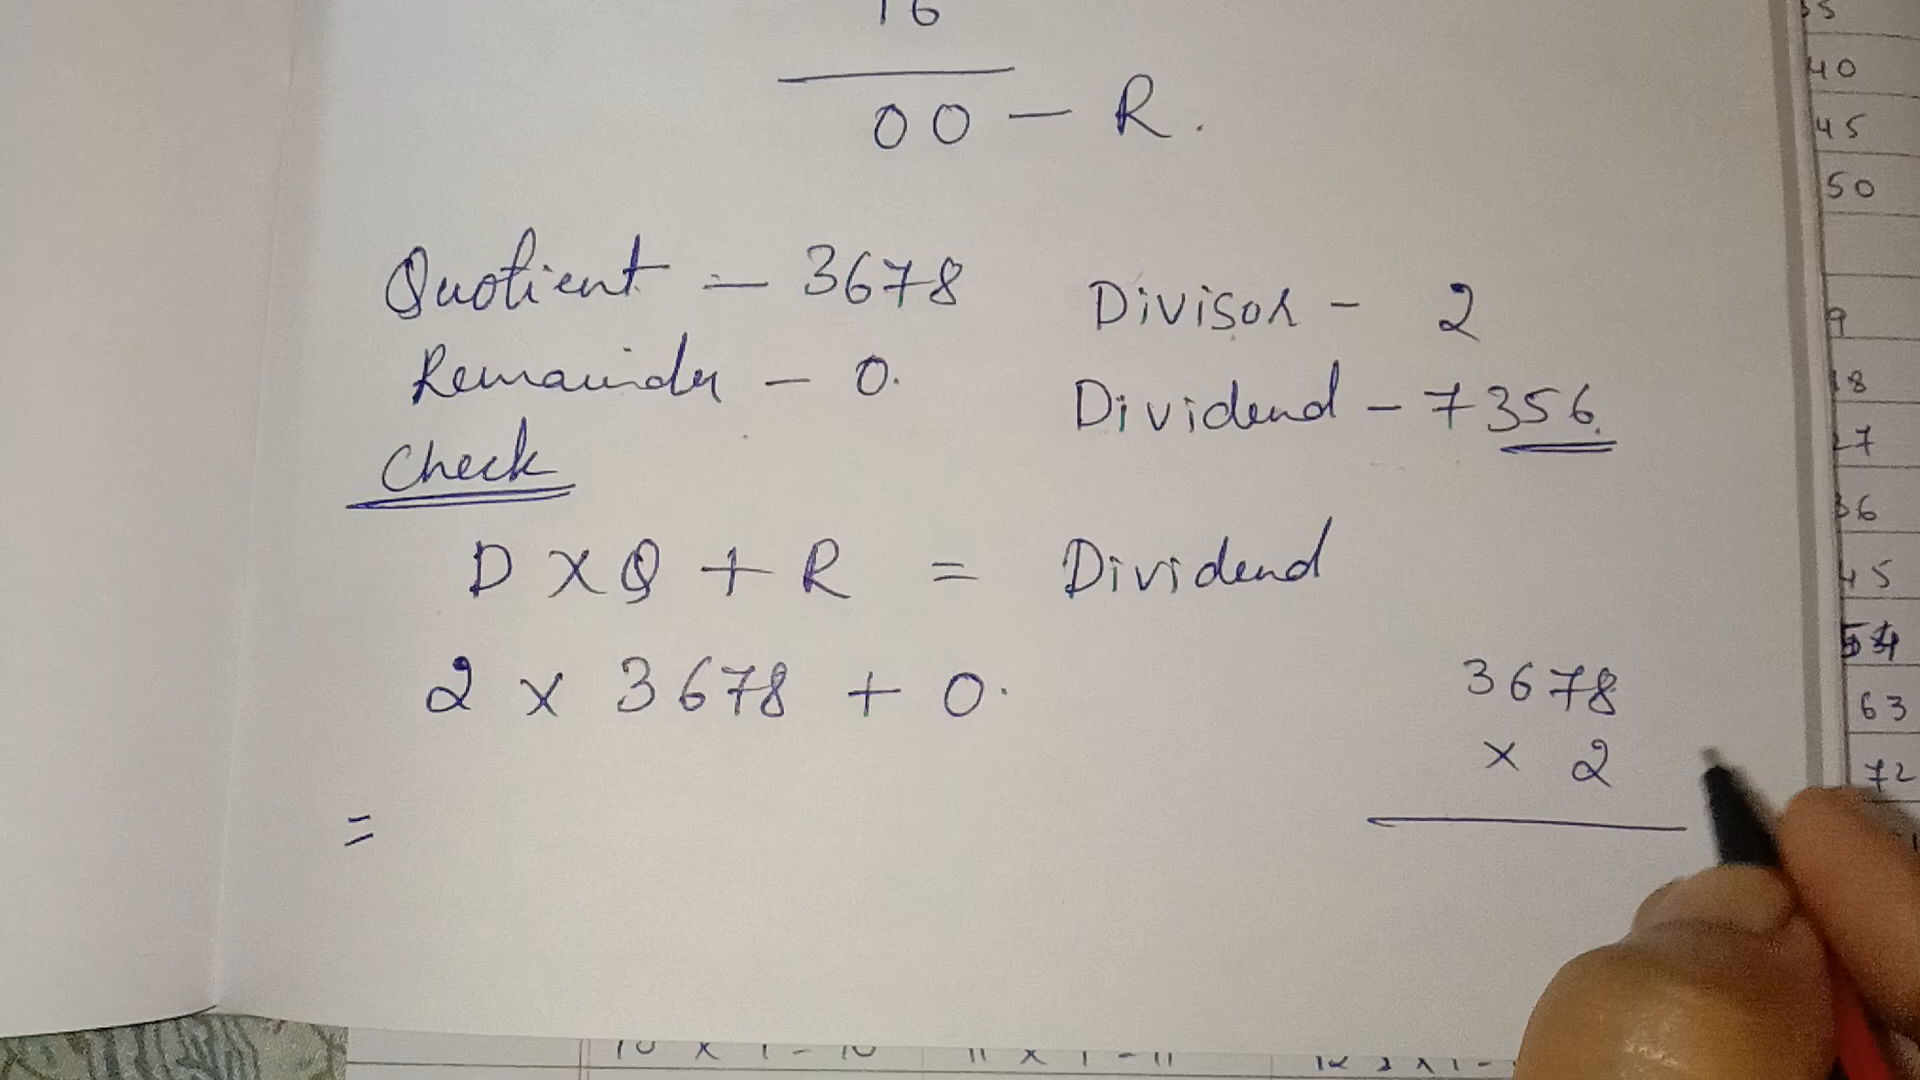 16
00 - R.
Quotient - 3678
Divisor - 2
Remainder - 0.
Dividend - 7356.
Check
D X Q + R = Dividend
2 x 3678 + 0.
3678
x 2
=
40
45
50
9
18
27
36
45
54
63
72